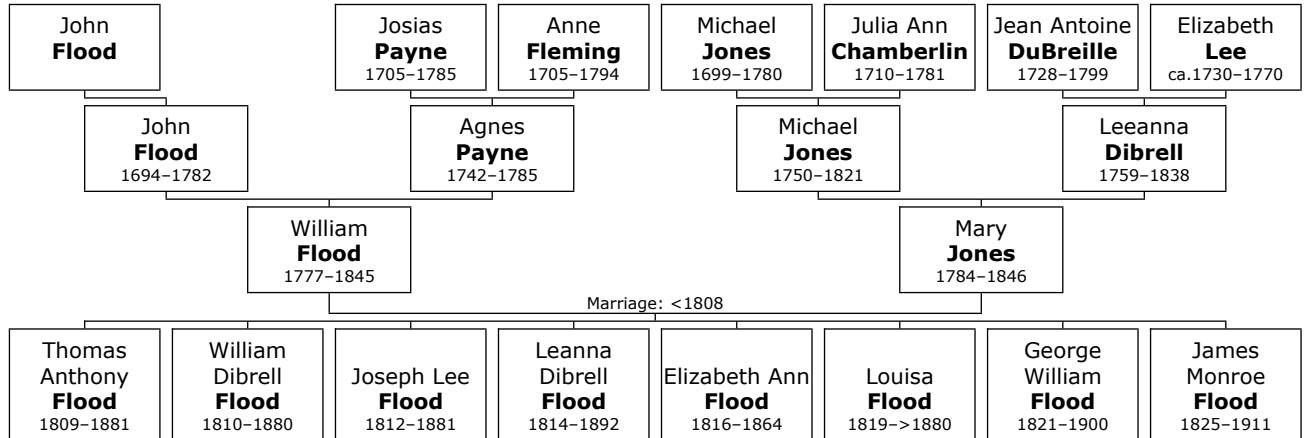 John
Flood
Josias
Payne
1705–1785
Anne
Fleming
1705–1794
Michael
Jones
1699–1780
Julia Ann
Chamberlin
1710–1781
Jean Antoine
DuBreille
1728–1799
Elizabeth
Lee
ca.1730–1770
John
Flood
1694–1782
Agnes
Payne
1742–1785
Michael
Jones
1750–1821
Leeanna
Dibrell
1759–1838
William
Flood
1777–1845
Mary
Jones
1784–1846
Marriage: <1808
Thomas
Anthony
Flood
1809–1881
William
Dibrell
Flood
1810–1880
Joseph Lee
Flood
1812–1881
Leanna
Dibrell
Flood
1814–1892
Elizabeth Ann
Flood
1816–1864
Louisa
Flood
1819–>1880
George
William
Flood
1821–1900
James
Monroe
Flood
1825–1911